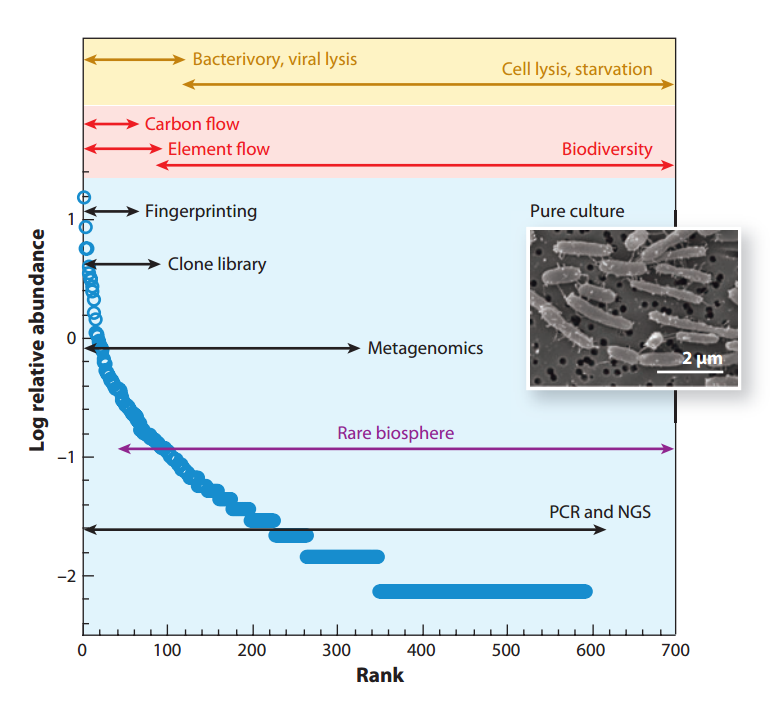 Bacterivory, viral lysis
Cell lysis, starvation
Carbon flow
Element flow
Biodiversity
Fingerprinting
Pure culture
Clone library
Metagenomics
2 μm
Rare biosphere
PCR and NGS
Log relative abundance
1
0
–1
–2
0 100 200 300 400 500 600 700
Rank